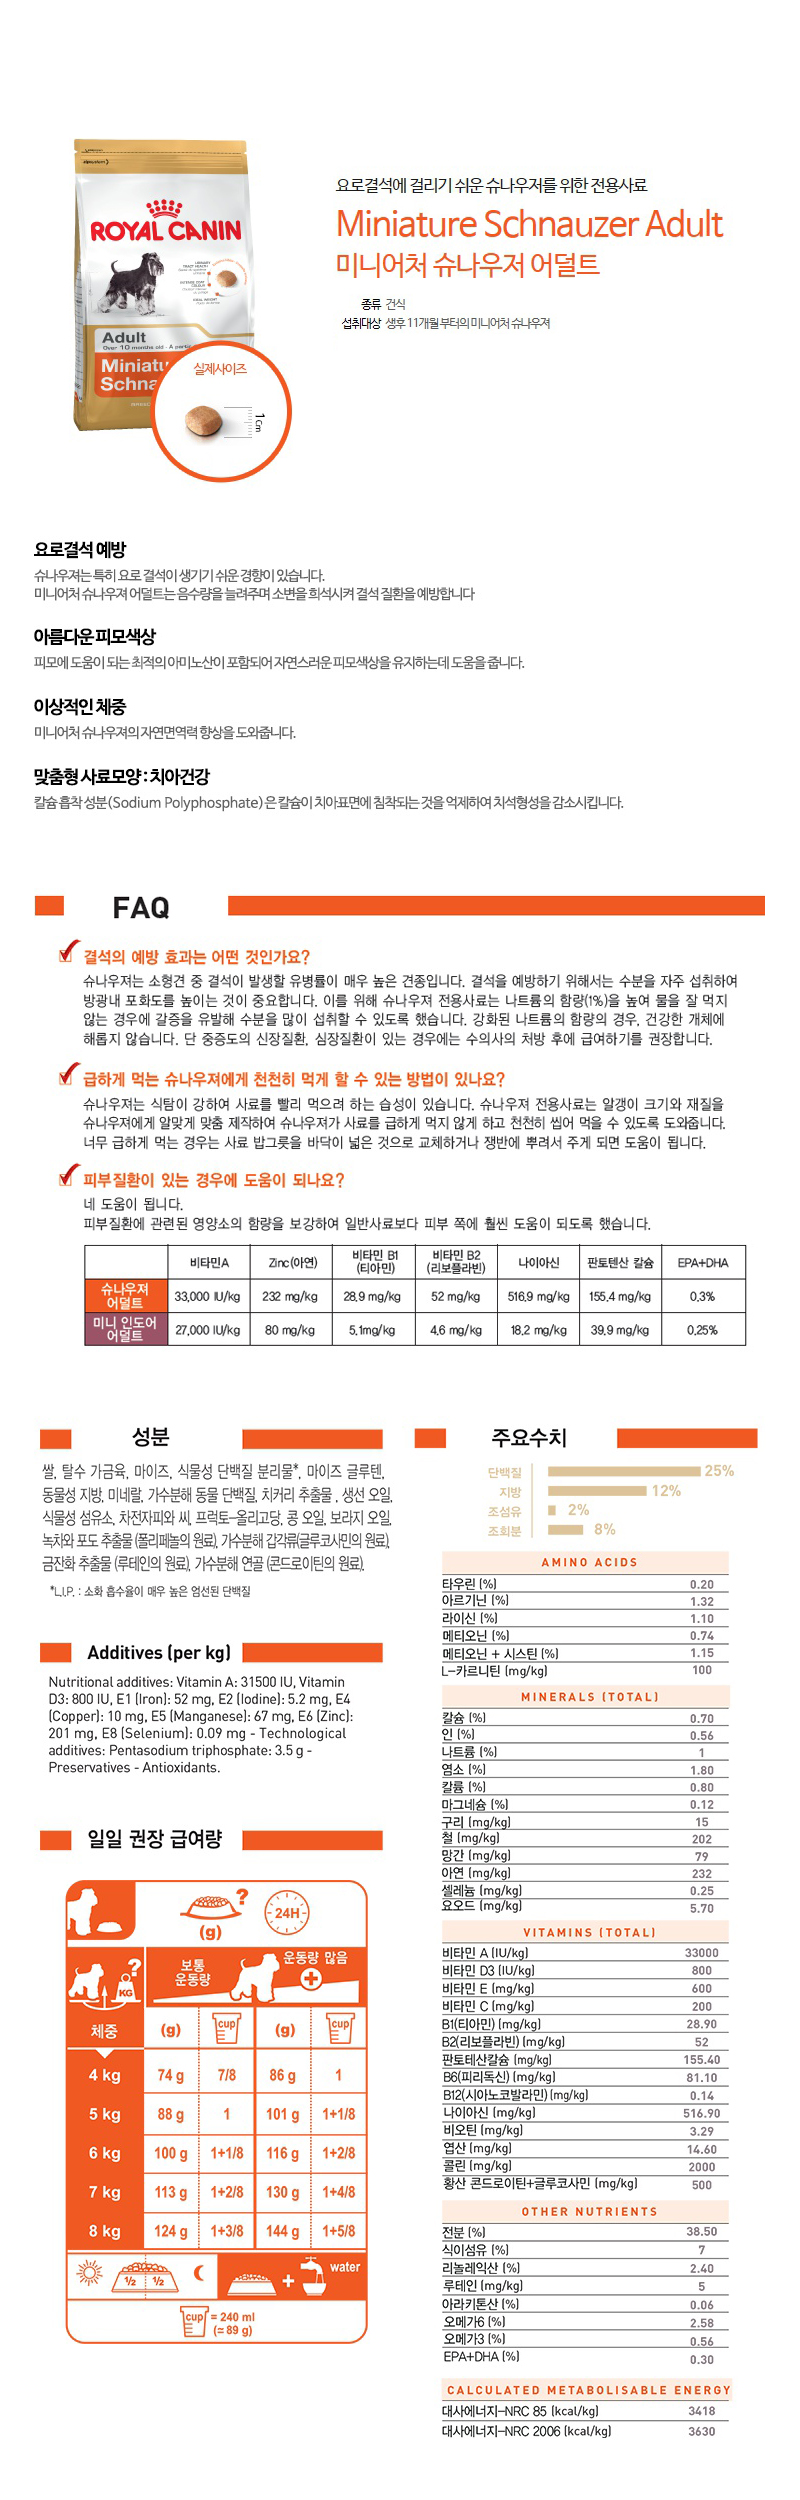 ROYAL CANIN
Adult
Miniatu
Schna
실제사이즈
1cm
요로결석에 걸리기 쉬운 슈나우저를 위한 전용사료
Miniature Schnauzer Adult
미니어처 슈나우저 어덜트
종류 건식
섭취대상 생후 11개월 부터의 미니어처 슈나우져
요로결석 예방
슈나우져는 특히 요로 결석이 생기기 쉬운 경향이 있습니다.
미니어처 슈나우져 어덜트는 음수량을 늘려주며 소변을 희석시켜 결석 질환을 예방합니다
아름다운 피모색상
피모에 도움이 되는 최적의 아미노산이 포함되어 자연스러운 피모색상을 유지하는데 도움을 줍니다.
이상적인 체중
미니어처 슈나우져의 자연면역력 향상을 도와줍니다.
맞춤형 사료모양 : 치아건강
칼슘 흡착 성분(Sodium Polyphosphate) 은 칼슘이 치아표면에 침착되는 것을 억제하여 치석형성을 감소시킵니다.
FAQ
결석의 예방 효과는 어떤 것인가요?
슈나우져는 소형견 중 결석이 발생할 유병률이 매우 높은 견종입니다. 결석을 예방하기 위해서는 수분을 자주 섭취하여
방광내 포화도를 높이는 것이 중요합니다. 이를 위해 슈나우져 전용사료는 나트륨의 함량(1%)을 높여 물을 잘 먹지
않는 경우에 갈증을 유발해 수분을 많이 섭취할 수 있도록 했습니다. 강화된 나트륨의 함량의 경우, 건강한 개체에
해롭지 않습니다. 단 중증도의 신장질환, 심장질환이 있는 경우에는 수의사의 처방 후에 급여하기를 권장합니다.
급하게 먹는 슈나우져에게 천천히 먹게 할 수 있는 방법이 있나요?
슈나우져는 식탐이 강하여 사료를 빨리 먹으려 하는 습성이 있습니다. 슈나우져 전용사료는 알갱이 크기와 재질을
슈나우져에게 알맞게 맞춤 제작하여 슈나우져가 사료를 급하게 먹지 않게 하고 천천히 씹어 먹을 수 있도록 도와줍니다.
너무 급하게 먹는 경우는 사료 밥그릇을 바닥이 넓은 것으로 교체하거나 쟁반에 뿌려서 주게 되면 도움이 됩니다.
피부질환이 있는 경우에 도움이 되나요?
네 도움이 됩니다.
피부질환에 관련된 영양소의 함량을 보강하여 일반사료보다 피부 쪽에 훨씬 도움이 되도록 했습니다.
비타민A Zinc(아연) 비타민 B1 (티아민) 비타민 B2 (리보플라빈) 나이아신 판토텐산 칼슘 EPA+DHA
슈나우져 어덜트 33,000 IU/kg 232 mg/kg 28.9 mg/kg 52 mg/kg 516.9 mg/kg 155.4 mg/kg 0.3%
미니 인도어 어덜트 27,000 IU/kg 80 mg/kg 5.1mg/kg 4.6 mg/kg 18.2 mg/kg 39.9 mg/kg 0.25%
성분
쌀, 탈수 가금육, 마이즈, 식물성 단백질 분리물*, 마이즈 글루텐,
동물성 지방, 미네랄, 가수분해 동물 단백질, 치커리 추출물 , 생선 오일,
식물성 섬유소, 차전자피와 씨, 프럭토-올리고당, 콩 오일, 보라지 오일,
녹차와 포도 추출물 (폴리페놀의 원료), 가수분해 갑각류(글루코사민의 원료),
금잔화 추출물 (루테인의 원료), 가수분해 연골 (콘드로이틴의 원료).
*L.I.P. : 소화 흡수율이 매우 높은 엄선된 단백질
Additives (per kg)
Nutritional additives: Vitamin A: 31500 IU, Vitamin
D3: 800 IU, E1 (Iron): 52 mg, E2 (Iodine): 5.2 mg, E4
(Copper): 10 mg, E5 (Manganese): 67 mg, E6 (Zinc):
201 mg, E8 (Selenium): 0.09 mg - Technological
additives: Pentasodium triphosphate: 3.5 g -
Preservatives - Antioxidants.
일일 권장 급여량
? (g) 24H
? KG 보통 운동량 운동량 많음
체중 (g) cup (g) cup
4 kg 74 g 7/8 86 g 1
5 kg 88 g 1 101 g 1+1/8
6 kg 100 g 1+1/8 116 g 1+2/8
7 kg 113 g 1+2/8 130 g 1+4/8
8 kg 124 g 1+3/8 144 g 1+5/8
1/2 1/2 + water
cup = 240 ml
(= 89 g)
주요수치
단백질 25%
지방 12%
조섬유 2%
조회분 8%
AMINO ACIDS
타우린 (%) 0.20
아르기닌 (%) 1.32
라이신 (%) 1.10
메티오닌 (%) 0.74
메티오닌 + 시스틴 (%) 1.15
L-카르니틴 (mg/kg) 100
MINERALS (TOTAL)
칼슘 (%) 0.70
인 (%) 0.56
나트륨 (%) 1
염소 (%) 1.80
칼륨 (%) 0.80
마그네슘 (%) 0.12
구리 (mg/kg) 15
철 (mg/kg) 202
망간 (mg/kg) 79
아연 (mg/kg) 232
셀레늄 (mg/kg) 0.25
요오드 (mg/kg) 5.70
VITAMINS (TOTAL)
비타민 A (IU/kg) 33000
비타민 D3 (IU/kg) 800
비타민 E (mg/kg) 600
비타민 C (mg/kg) 200
B1(티아민) (mg/kg) 28.90
B2(리보플라빈) (mg/kg) 52
판토테산칼슘 (mg/kg) 155.40
B6(피리독신) (mg/kg) 81.10
B12(시아노코발라민) (mg/kg) 0.14
나이아신 (mg/kg) 516.90
비오틴 (mg/kg) 3.29
엽산 (mg/kg) 14.60
콜린 (mg/kg) 2000
황산 콘드로이틴+글루코사민 (mg/kg) 500
OTHER NUTRIENTS
전분 (%) 38.50
식이섬유 (%) 7
리놀레익산 (%) 2.40
루테인 (mg/kg) 5
아라키톤산 (%) 0.06
오메가6 (%) 2.58
오메가3 (%) 0.56
EPA+DHA (%) 0.30
CALCULATED METABOLISABLE ENERGY
대사에너지-NRC 85 (kcal/kg) 3418
대사에너지-NRC 2006 (kcal/kg) 3630